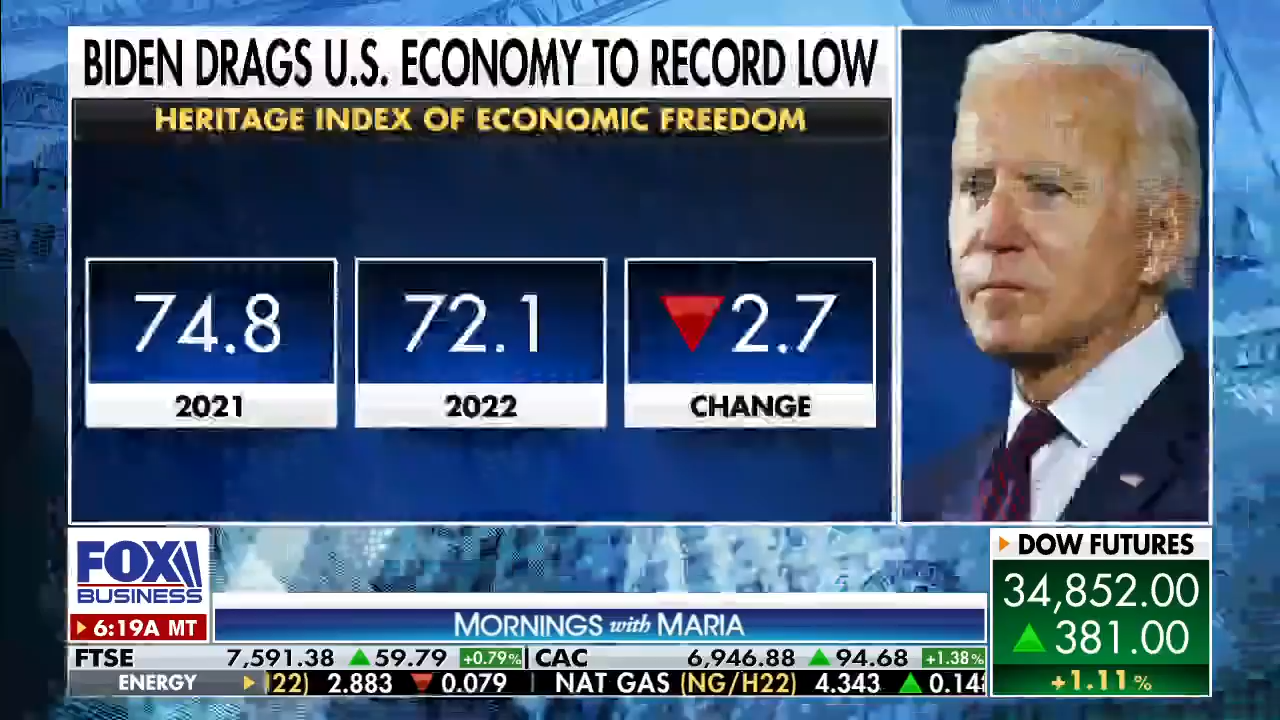 BIDEN DRAGS U.S. ECONOMY TO RECORD LOW
HERITAGE INDEX OF ECONOMIC FREEDOM
74.8
2021
72.1
2022
▼2.7
CHANGE
FOX BUSINESS
6:19A MT
MORNINGS with MARIA
DOW FUTURES
34,852.00
▲381.00
+1.11%
FTSE 7,591.38 ▲59.79 +0.79% CAC 6,946.88 ▲94.68 +1.38%
ENERGY 22) 2.883 ▼0.079 NAT GAS (NG/H22) 4.343 ▲